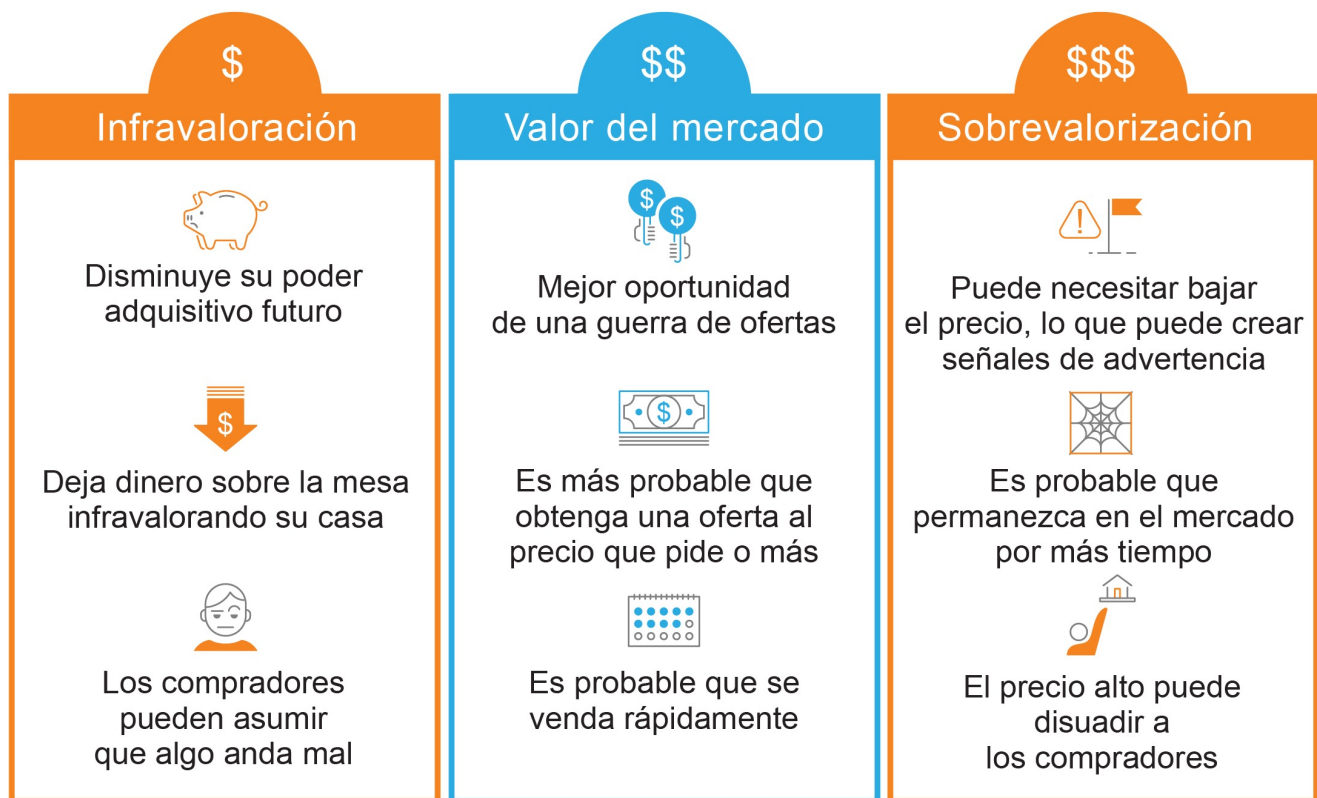 $
Infravaloración
$
Disminuye su poder
adquisitivo futuro
$
Deja dinero sobre la mesa
infravalorando su casa
Los compradores
pueden asumir
que algo anda mal
$$
Valor del mercado
$
$
Mejor oportunidad
de una guerra de ofertas
$
Es más probable que
obtenga una oferta al
precio que pide o más
Es probable que se
venda rápidamente
$$$
Sobrevalorización
!
Puede necesitar bajar
el precio, lo que puede crear
señales de advertencia
Es probable que
permanezca en el mercado
por más tiempo
El precio alto puede
disuadir a
los compradores